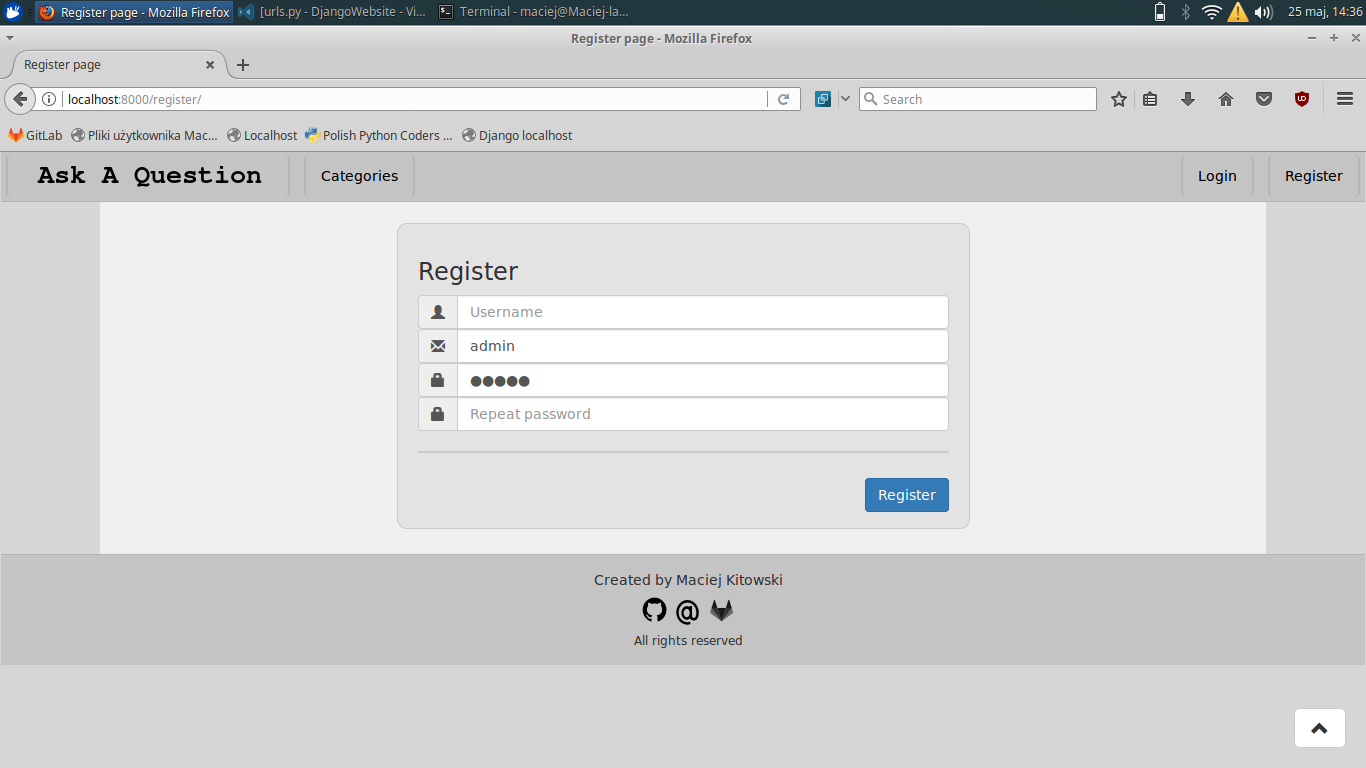 Register page - Mozilla Firefox
[urls.py - DjangoWebsite - Vi...
Terminal - maciej@Maciej-la...
25 maj, 14:36
Register page - Mozilla Firefox
Register page
localhost:8000/register/
Search
GitLab
Pliki użytkownika Mac...
Localhost
Polish Python Coders ...
Django localhost
Ask A Question
Categories
Login
Register
Register
Username
admin
●●●●●
Repeat password
Register
Created by Maciej Kitowski
@
All rights reserved